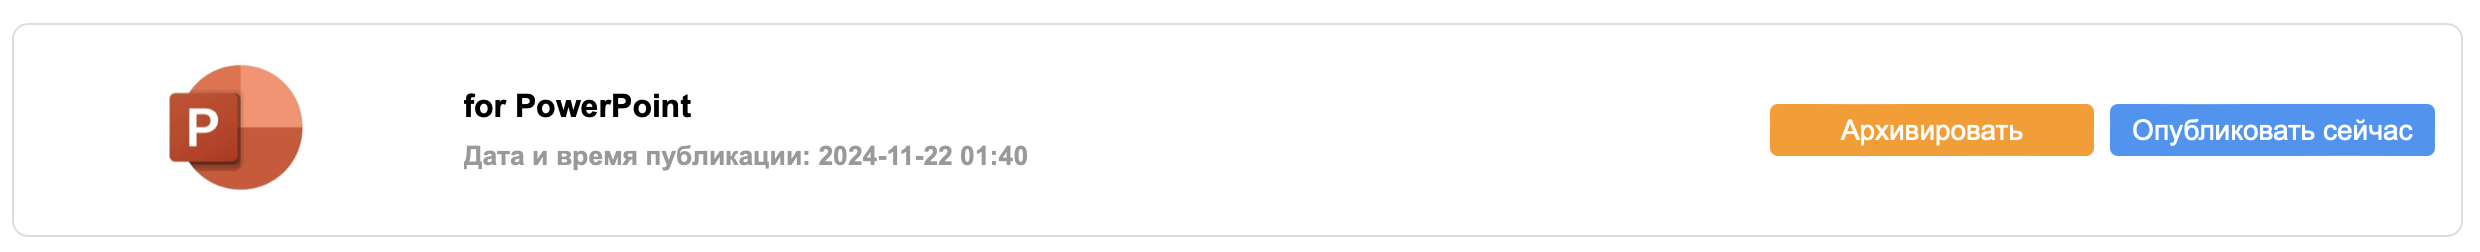 P
for PowerPoint
Дата и время публикации: 2024-11-22 01:40
Архивировать
Опубликовать сейчас